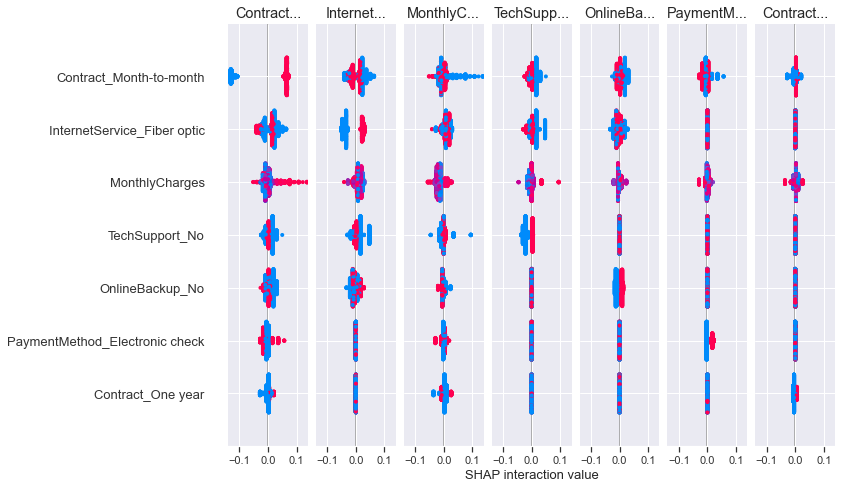 Contract... Internet... MonthlyC... TechSupp... OnlineBa... PaymentM... Contract...
Contract_Month-to-month
InternetService_Fiber optic
MonthlyCharges
TechSupport_No
OnlineBackup_No
PaymentMethod_Electronic check
Contract_One year
−0.1 0.0 0.1 −0.1 0.0 0.1 −0.1 0.0 0.1 −0.1 0.0 0.1 −0.1 0.0 0.1 −0.1 0.0 0.1 −0.1 0.0 0.1
SHAP interaction value